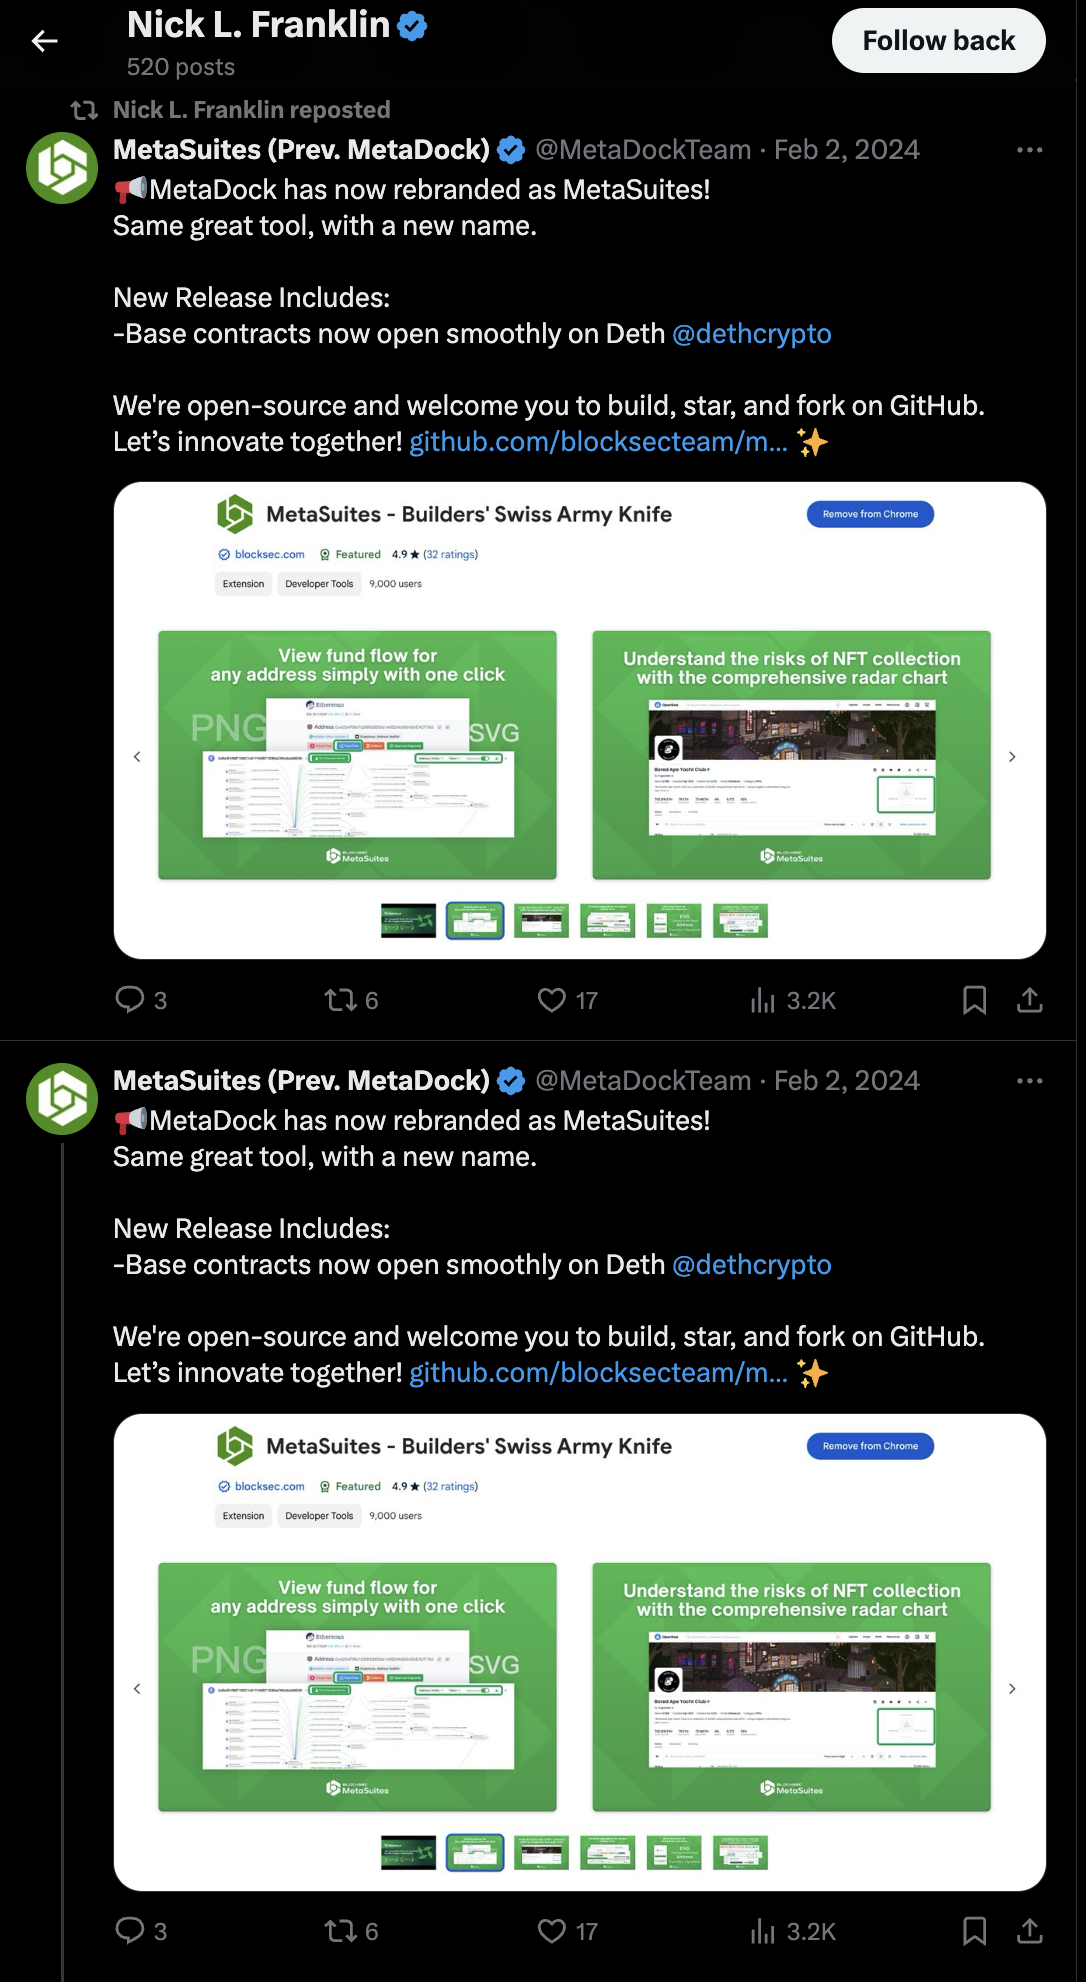 Nick L. Franklin
520 posts
Follow back
Nick L. Franklin reposted
MetaSuites (Prev. MetaDock) @MetaDockTeam · Feb 2, 2024
📢MetaDock has now rebranded as MetaSuites!
Same great tool, with a new name.
New Release Includes:
-Base contracts now open smoothly on Deth @dethcrypto
We're open-source and welcome you to build, star, and fork on GitHub.
Let’s innovate together! github.com/blocksecteam/m... ✨
MetaSuites - Builders' Swiss Army Knife
Remove from Chrome
blocksec.com Featured 4.9 ★ (32 ratings)
Extension Developer Tools 9,000 users
View fund flow for
any address simply with one click
PNG
SVG
Etherscan
Address
MetaSuites
Understand the risks of NFT collection
with the comprehensive radar chart
OpenSea
Bored Ape Yacht Club
MetaSuites
3 6 17 3.2K
MetaSuites (Prev. MetaDock) @MetaDockTeam · Feb 2, 2024
📢MetaDock has now rebranded as MetaSuites!
Same great tool, with a new name.
New Release Includes:
-Base contracts now open smoothly on Deth @dethcrypto
We're open-source and welcome you to build, star, and fork on GitHub.
Let’s innovate together! github.com/blocksecteam/m... ✨
MetaSuites - Builders' Swiss Army Knife
Remove from Chrome
blocksec.com Featured 4.9 ★ (32 ratings)
Extension Developer Tools 9,000 users
View fund flow for
any address simply with one click
PNG
SVG
Etherscan
Address
MetaSuites
Understand the risks of NFT collection
with the comprehensive radar chart
OpenSea
Bored Ape Yacht Club
MetaSuites
3 6 17 3.2K